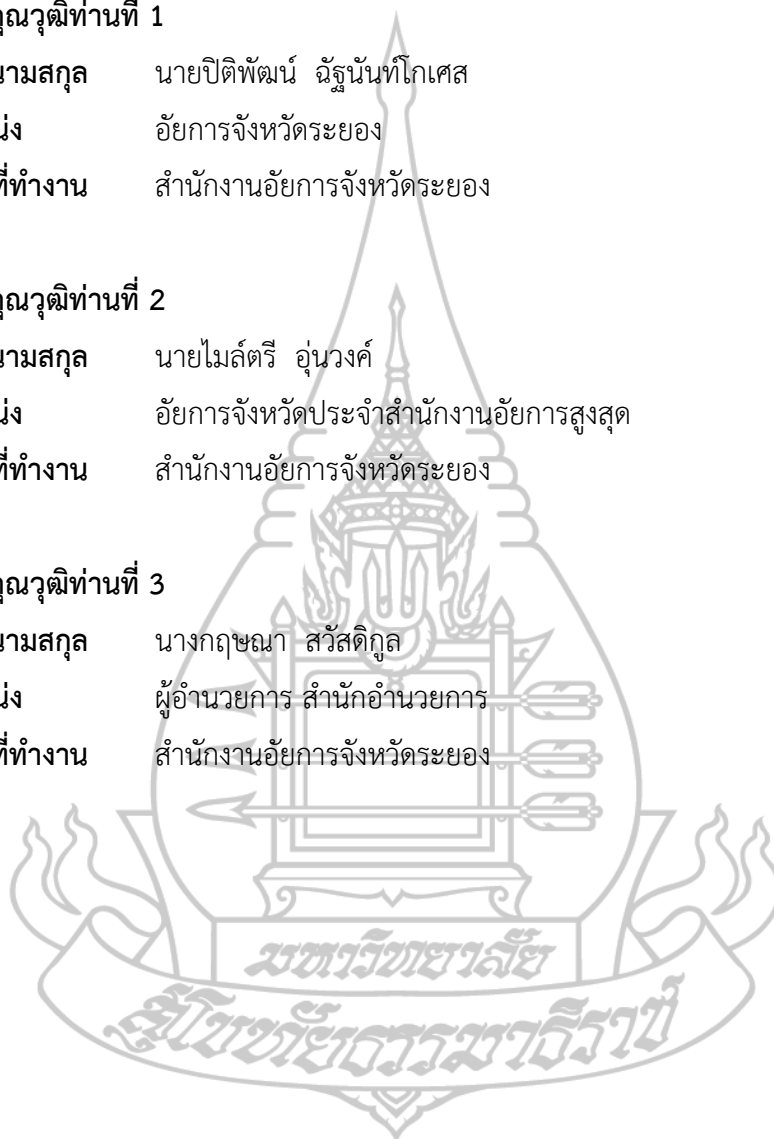 คุณวุฒิท่านที่ 1
นามสกุล นายปิติพัฒน์ ฉัฐนันท์โกเศส
น่ง อัยการจังหวัดระยอง
ที่ทำงาน สำนักงานอัยการจังหวัดระยอง
คุณวุฒิท่านที่ 2
นามสกุล นายไมล์ตรี อุ่นวงค์
น่ง อัยการจังหวัดประจำสำนักงานอัยการสูงสุด
ที่ทำงาน สำนักงานอัยการจังหวัดระยอง
คุณวุฒิท่านที่ 3
นามสกุล นางกฤษณา สวัสดิกูล
น่ง ผู้อำนวยการ สำนักอำนวยการ
ที่ทำงาน สำนักงานอัยการจังหวัดระยอง
มหาวิทยาลัย
สุโขทัยธรรมาธิราช